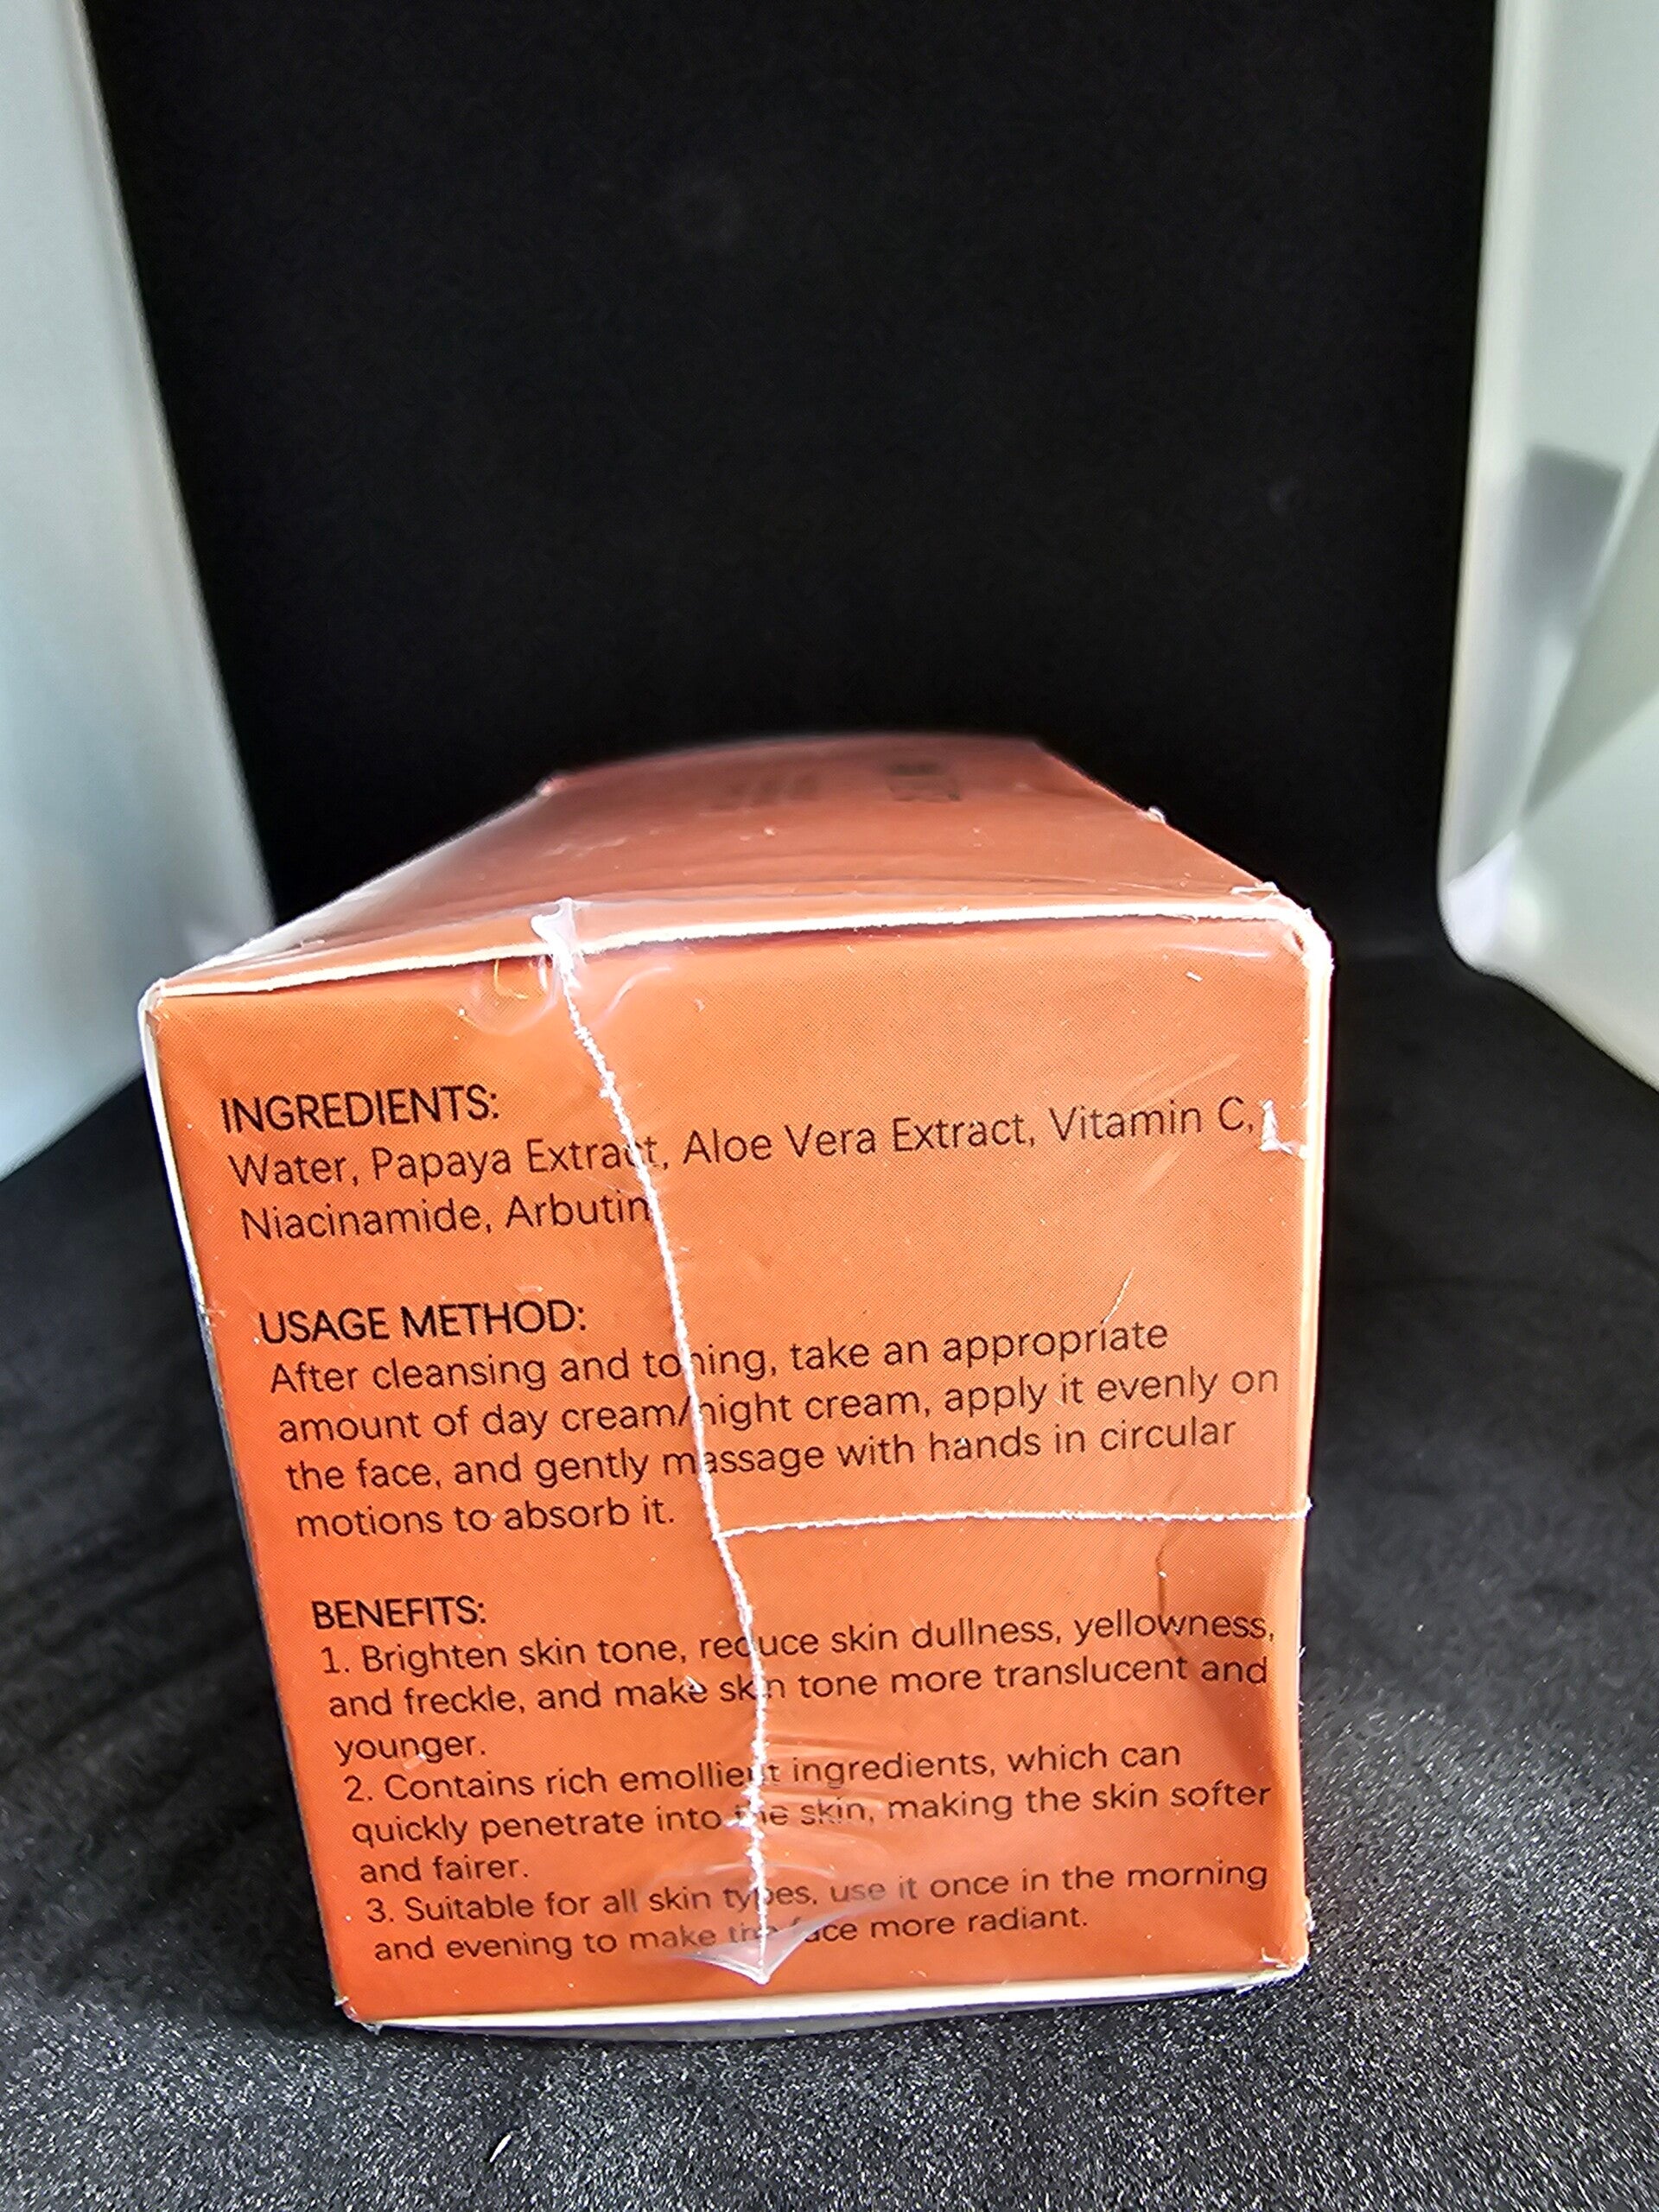 INGREDIENTS:
Water, Papaya Extract, Aloe Vera Extract, Vitamin C,
Niacinamide, Arbutin
USAGE METHOD:
After cleansing and toning, take an appropriate
amount of day cream/night cream, apply it evenly on
the face, and gently massage with hands in circular
motions to absorb it.
BENEFITS:
1. Brighten skin tone, reduce skin dullness, yellowness,
and freckle, and make skin tone more translucent and
younger.
2. Contains rich emollient ingredients, which can
quickly penetrate into the skin, making the skin softer
and fairer.
3. Suitable for all skin types, use it once in the morning
and evening to make the face more radiant.